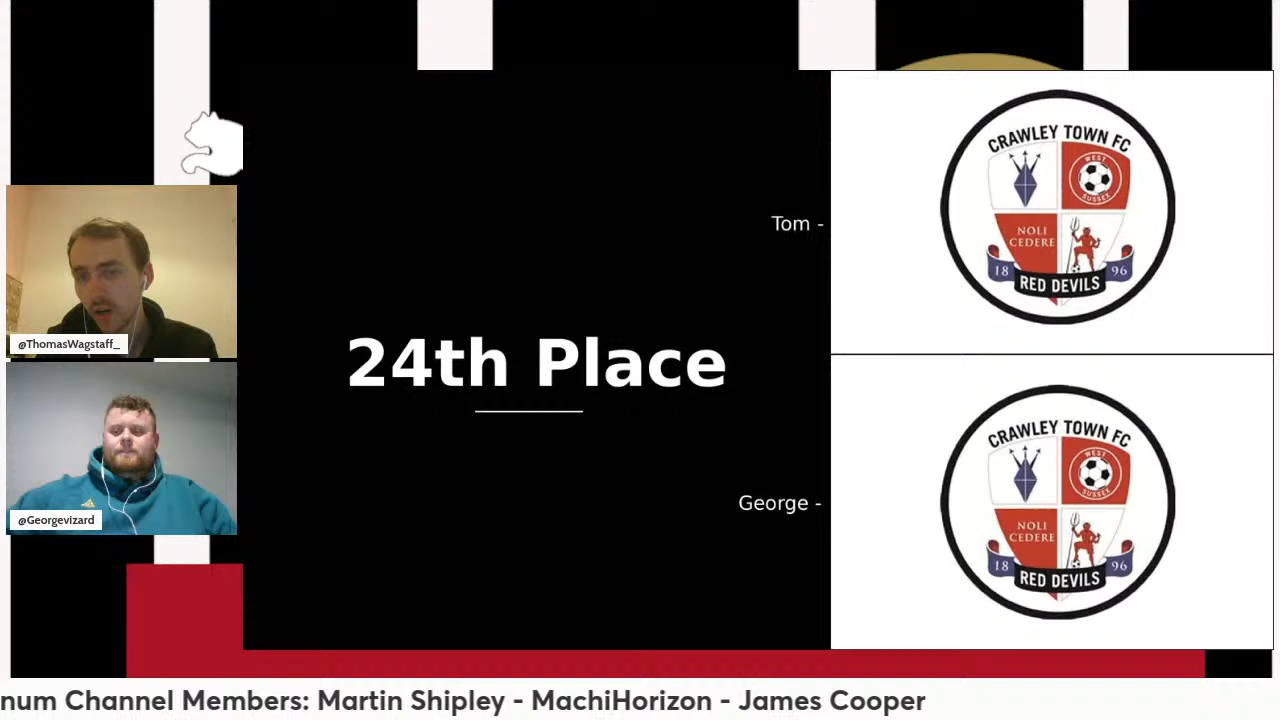 CRAWLEY TOWN FC
WEST
SUSSEX
NOLI
CEDERE
18
96
RED DEVILS
Tom -
@ThomasWagstaff_
24th Place
CRAWLEY TOWN FC
WEST
SUSSEX
NOLI
CEDERE
18
96
RED DEVILS
George -
@Georgevizard
num Channel Members: Martin Shipley - MachiHorizon - James Cooper